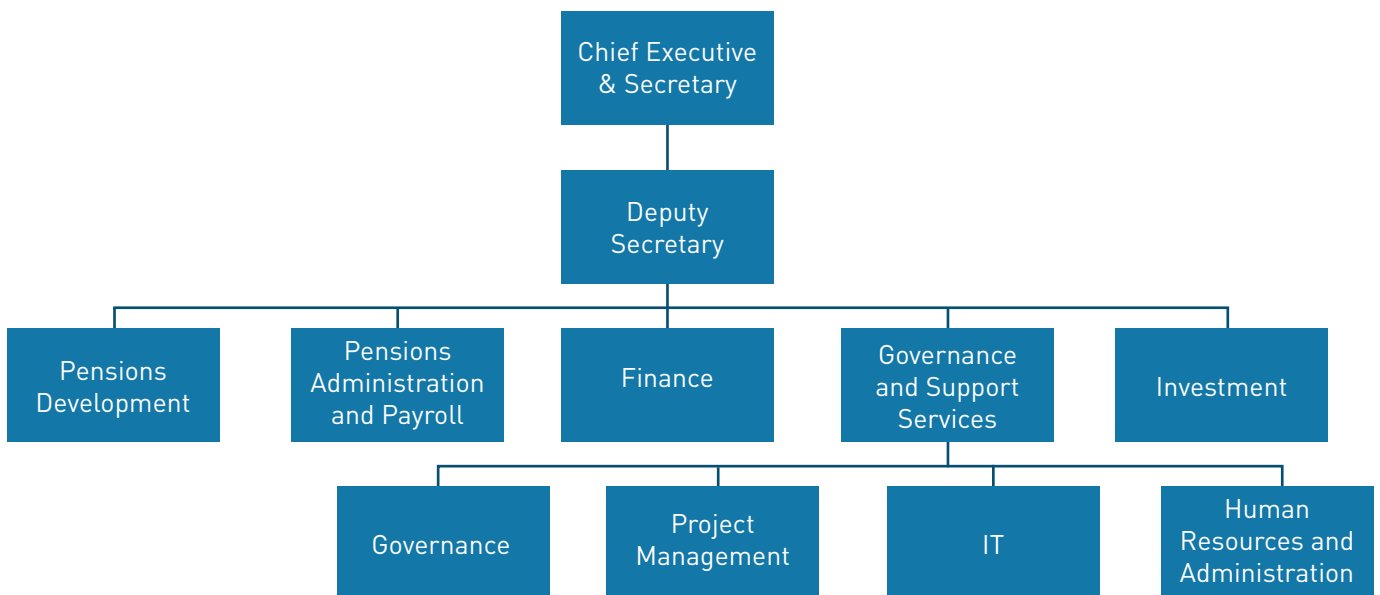 Chief Executive
& Secretary
Deputy
Secretary
Pensions
Development
Pensions
Administration
and Payroll
Finance
Governance
and Support
Services
Investment
Governance
Project
Management
IT
Human
Resources and
Administration